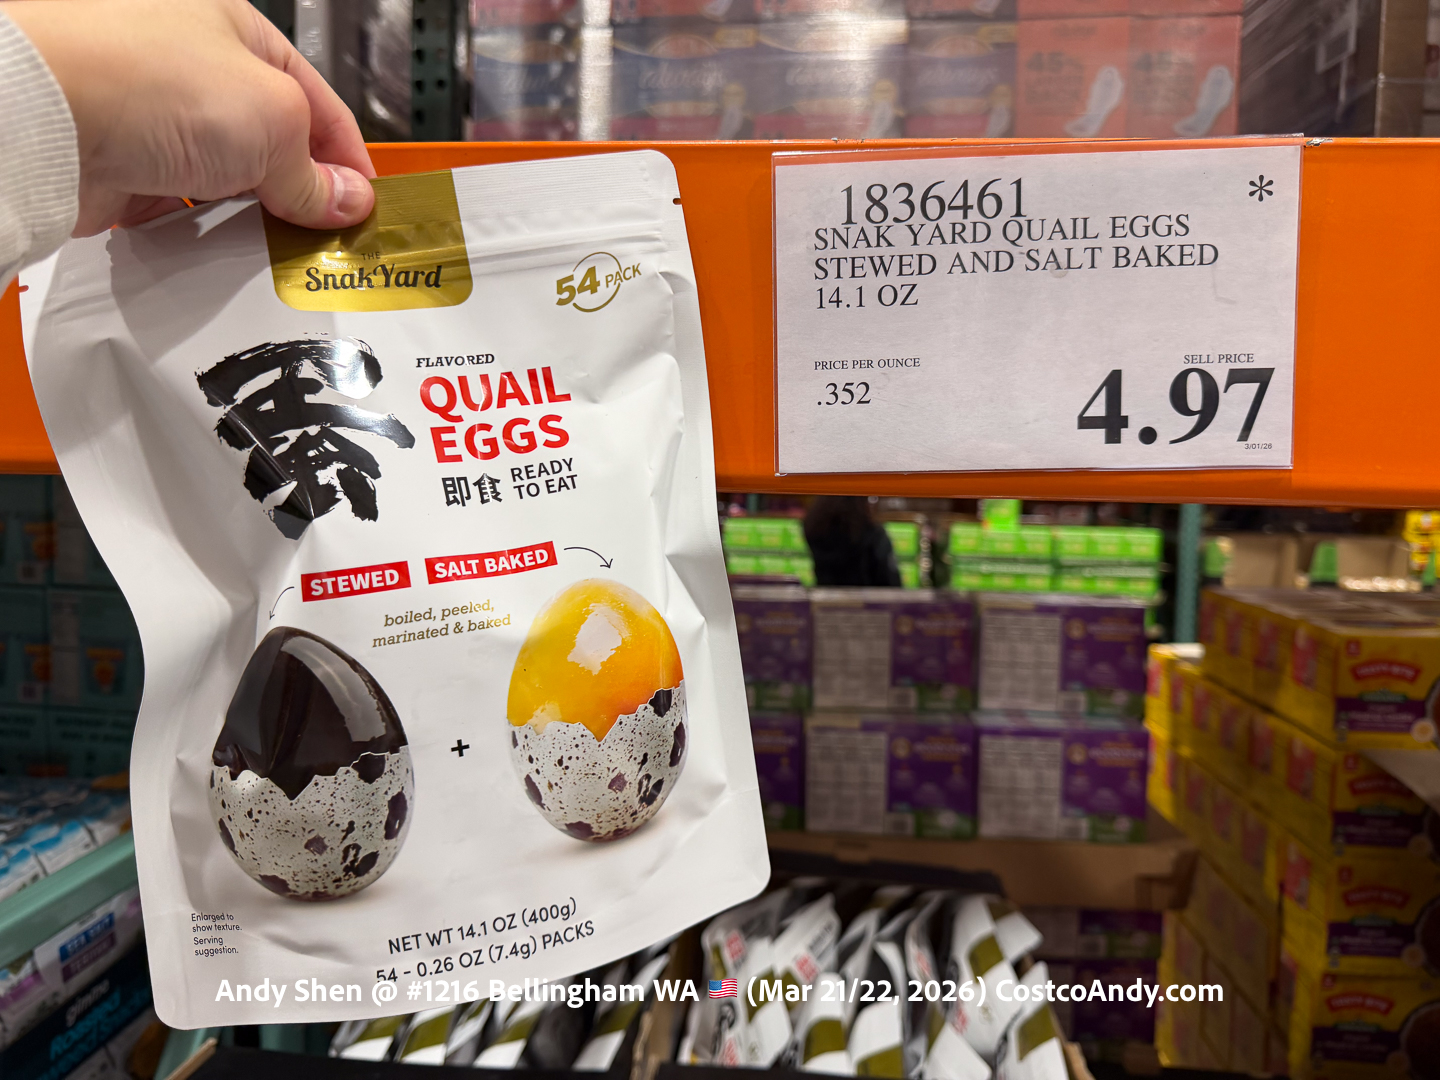 THE
SnakYard
54 PACK
FLAVORED
QUAIL
EGGS
即食 READY
TO EAT
STEWED
SALT BAKED
boiled, peeled,
marinated & baked
+
Enlarged to
show texture.
Serving
suggestion.
NET WT 14.1 OZ (400g)
54 - 0.26 OZ (7.4g) PACKS
1836461
*
SNAK YARD QUAIL EGGS
STEWED AND SALT BAKED
14.1 OZ
PRICE PER OUNCE
.352
SELL PRICE
4.97
3/01/26
always
45
Andy Shen @ #1216 Bellingham WA 🇺🇸 (Mar 21/22, 2026) CostcoAndy.com